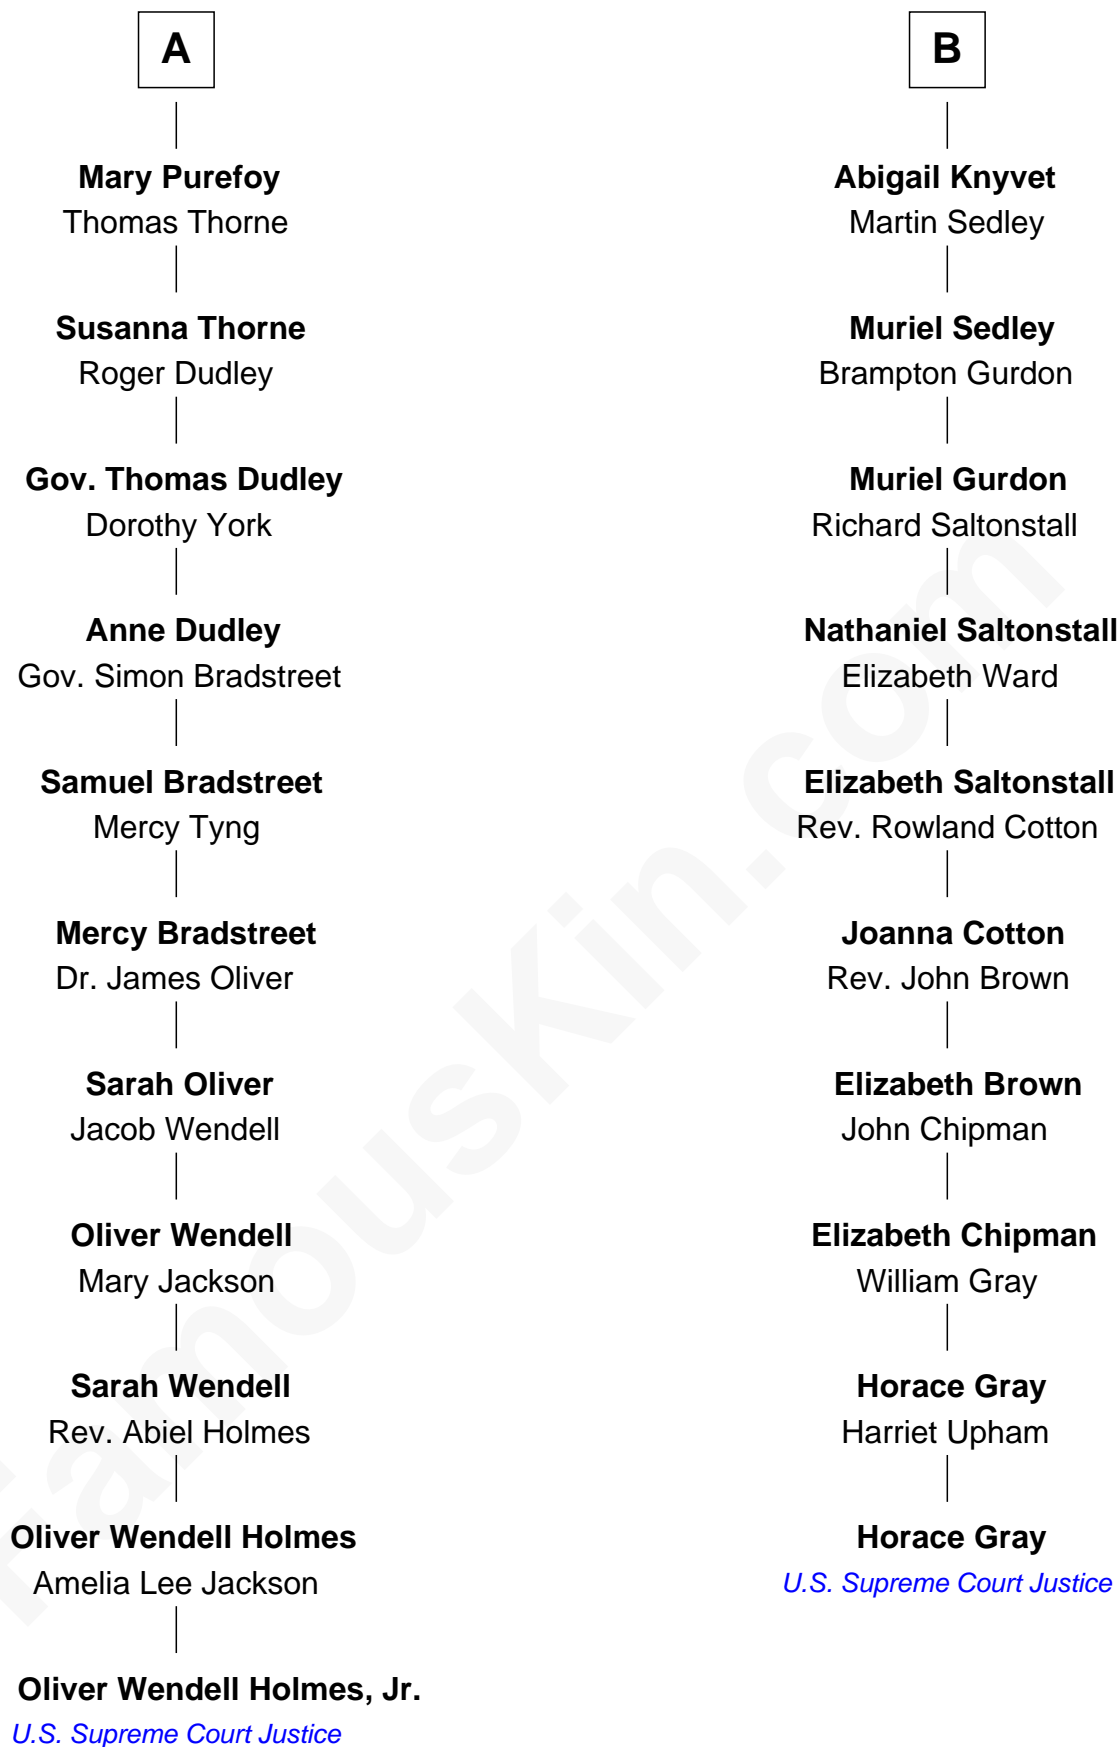 A
Mary Purefoy
Thomas Thorne
Susanna Thorne
Roger Dudley
Gov. Thomas Dudley
Dorothy York
Anne Dudley
Gov. Simon Bradstreet
Samuel Bradstreet
Mercy Tyng
Mercy Bradstreet
Dr. James Oliver
Sarah Oliver
Jacob Wendell
Oliver Wendell
Mary Jackson
Sarah Wendell
Rev. Abiel Holmes
Oliver Wendell Holmes
Amelia Lee Jackson
Oliver Wendell Holmes, Jr.
U.S. Supreme Court Justice
B
Abigail Knyvet
Martin Sedley
Muriel Sedley
Brampton Gurdon
Muriel Gurdon
Richard Saltonstall
Nathaniel Saltonstall
Elizabeth Ward
Elizabeth Saltonstall
Rev. Rowland Cotton
Joanna Cotton
Rev. John Brown
Elizabeth Brown
John Chipman
Elizabeth Chipman
William Gray
Horace Gray
Harriet Upham
Horace Gray
U.S. Supreme Court Justice
FamousKin.com